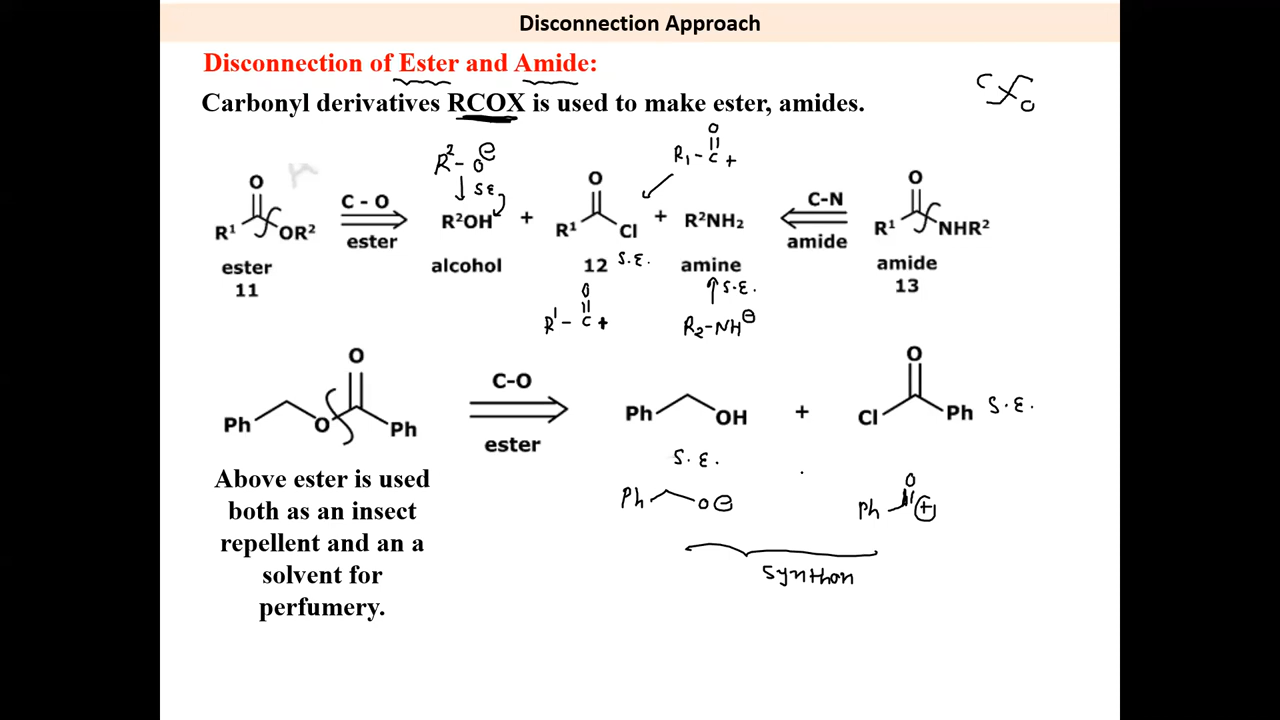 Disconnection Approach
Disconnection of Ester and Amide:
Carbonyl derivatives RCOX is used to make ester, amides.
C O
R² - O⊖
↓ S.E
R₁ - C +
O
O
R¹ OR²
ester
11
C - O
ester
R²OH
alcohol
+
O
R¹ Cl
12
S.E.
+
R²NH₂
amine
C-N
amide
O
R¹ NHR²
amide
13
O
R¹ - C +
↑ S.E.
R₂-NH⊖
O
Ph O Ph
C-O
ester
Ph OH
+
O
Cl Ph
S.E.
S. E.
Ph O⊖
O
Ph ⊕
Synthon
Above ester is used
both as an insect
repellent and an a
solvent for
perfumery.